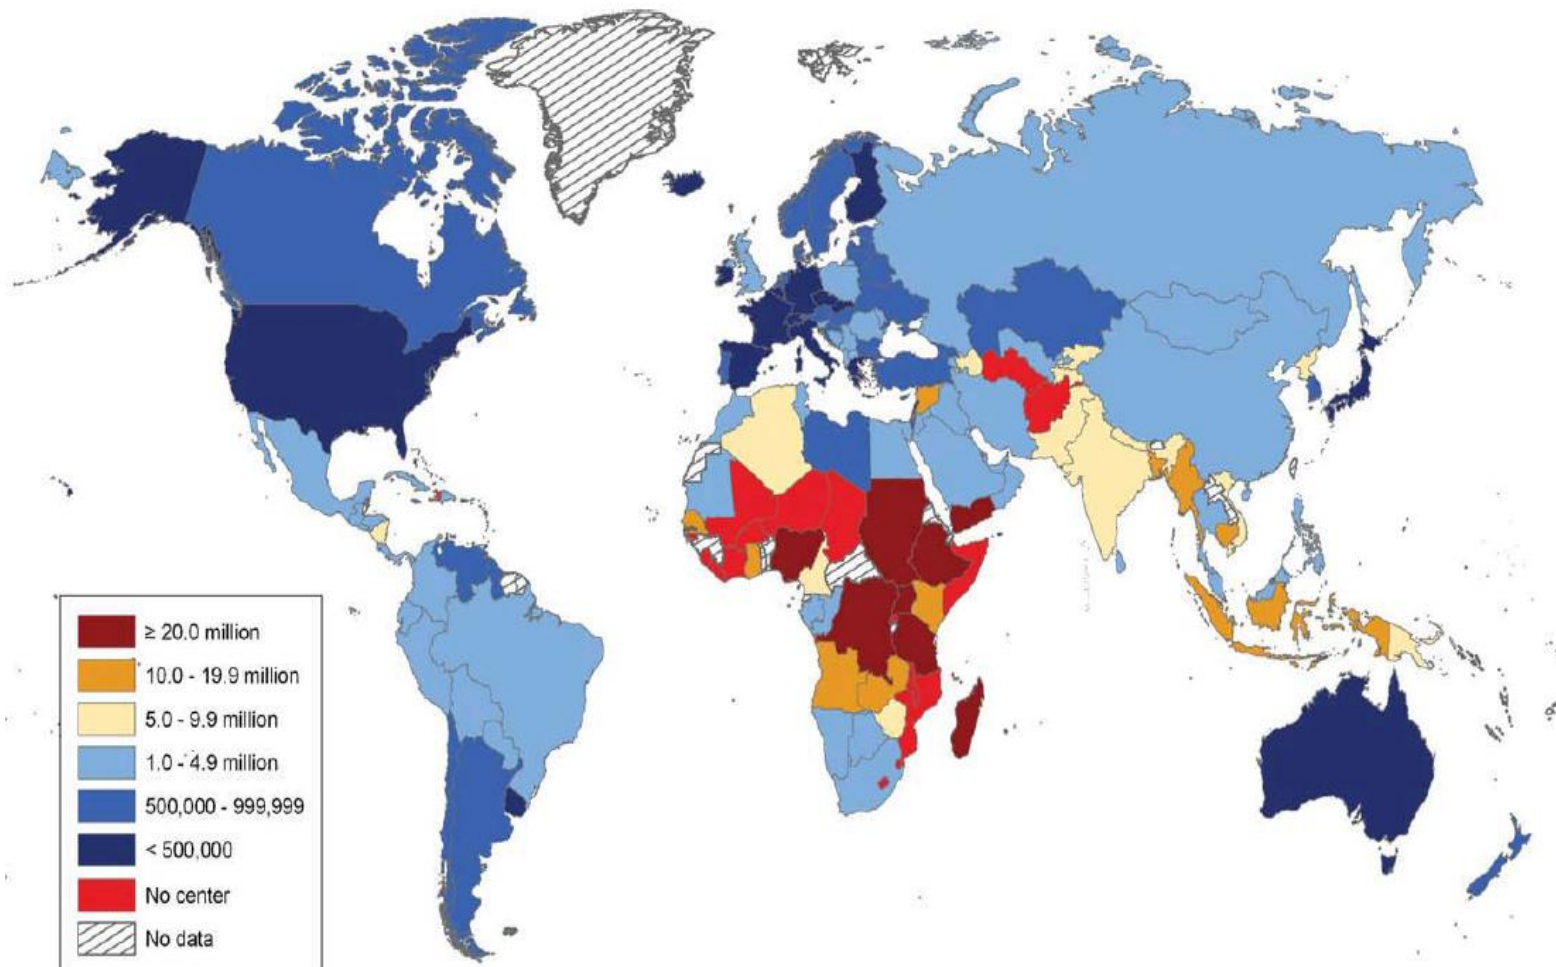 ≥ 20.0 million
10.0 - 19.9 million
5.0 - 9.9 million
1.0 - 4.9 million
500,000 - 999,999
< 500,000
No center
No data